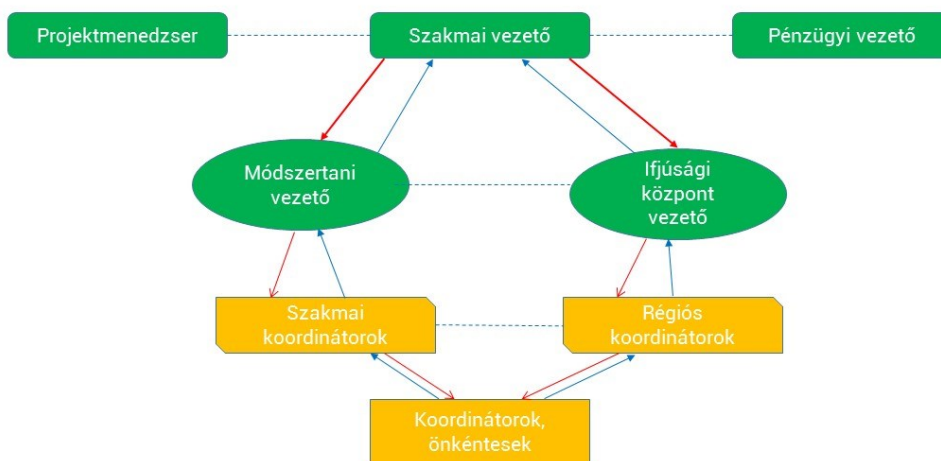 Projektmenedzser
Szakmai vezető
Pénzügyi vezető
Módszertani
vezető
Ifjúsági
központ
vezető
Szakmai
koordinátorok
Régiós
koordinátorok
Koordinátorok,
önkéntesek